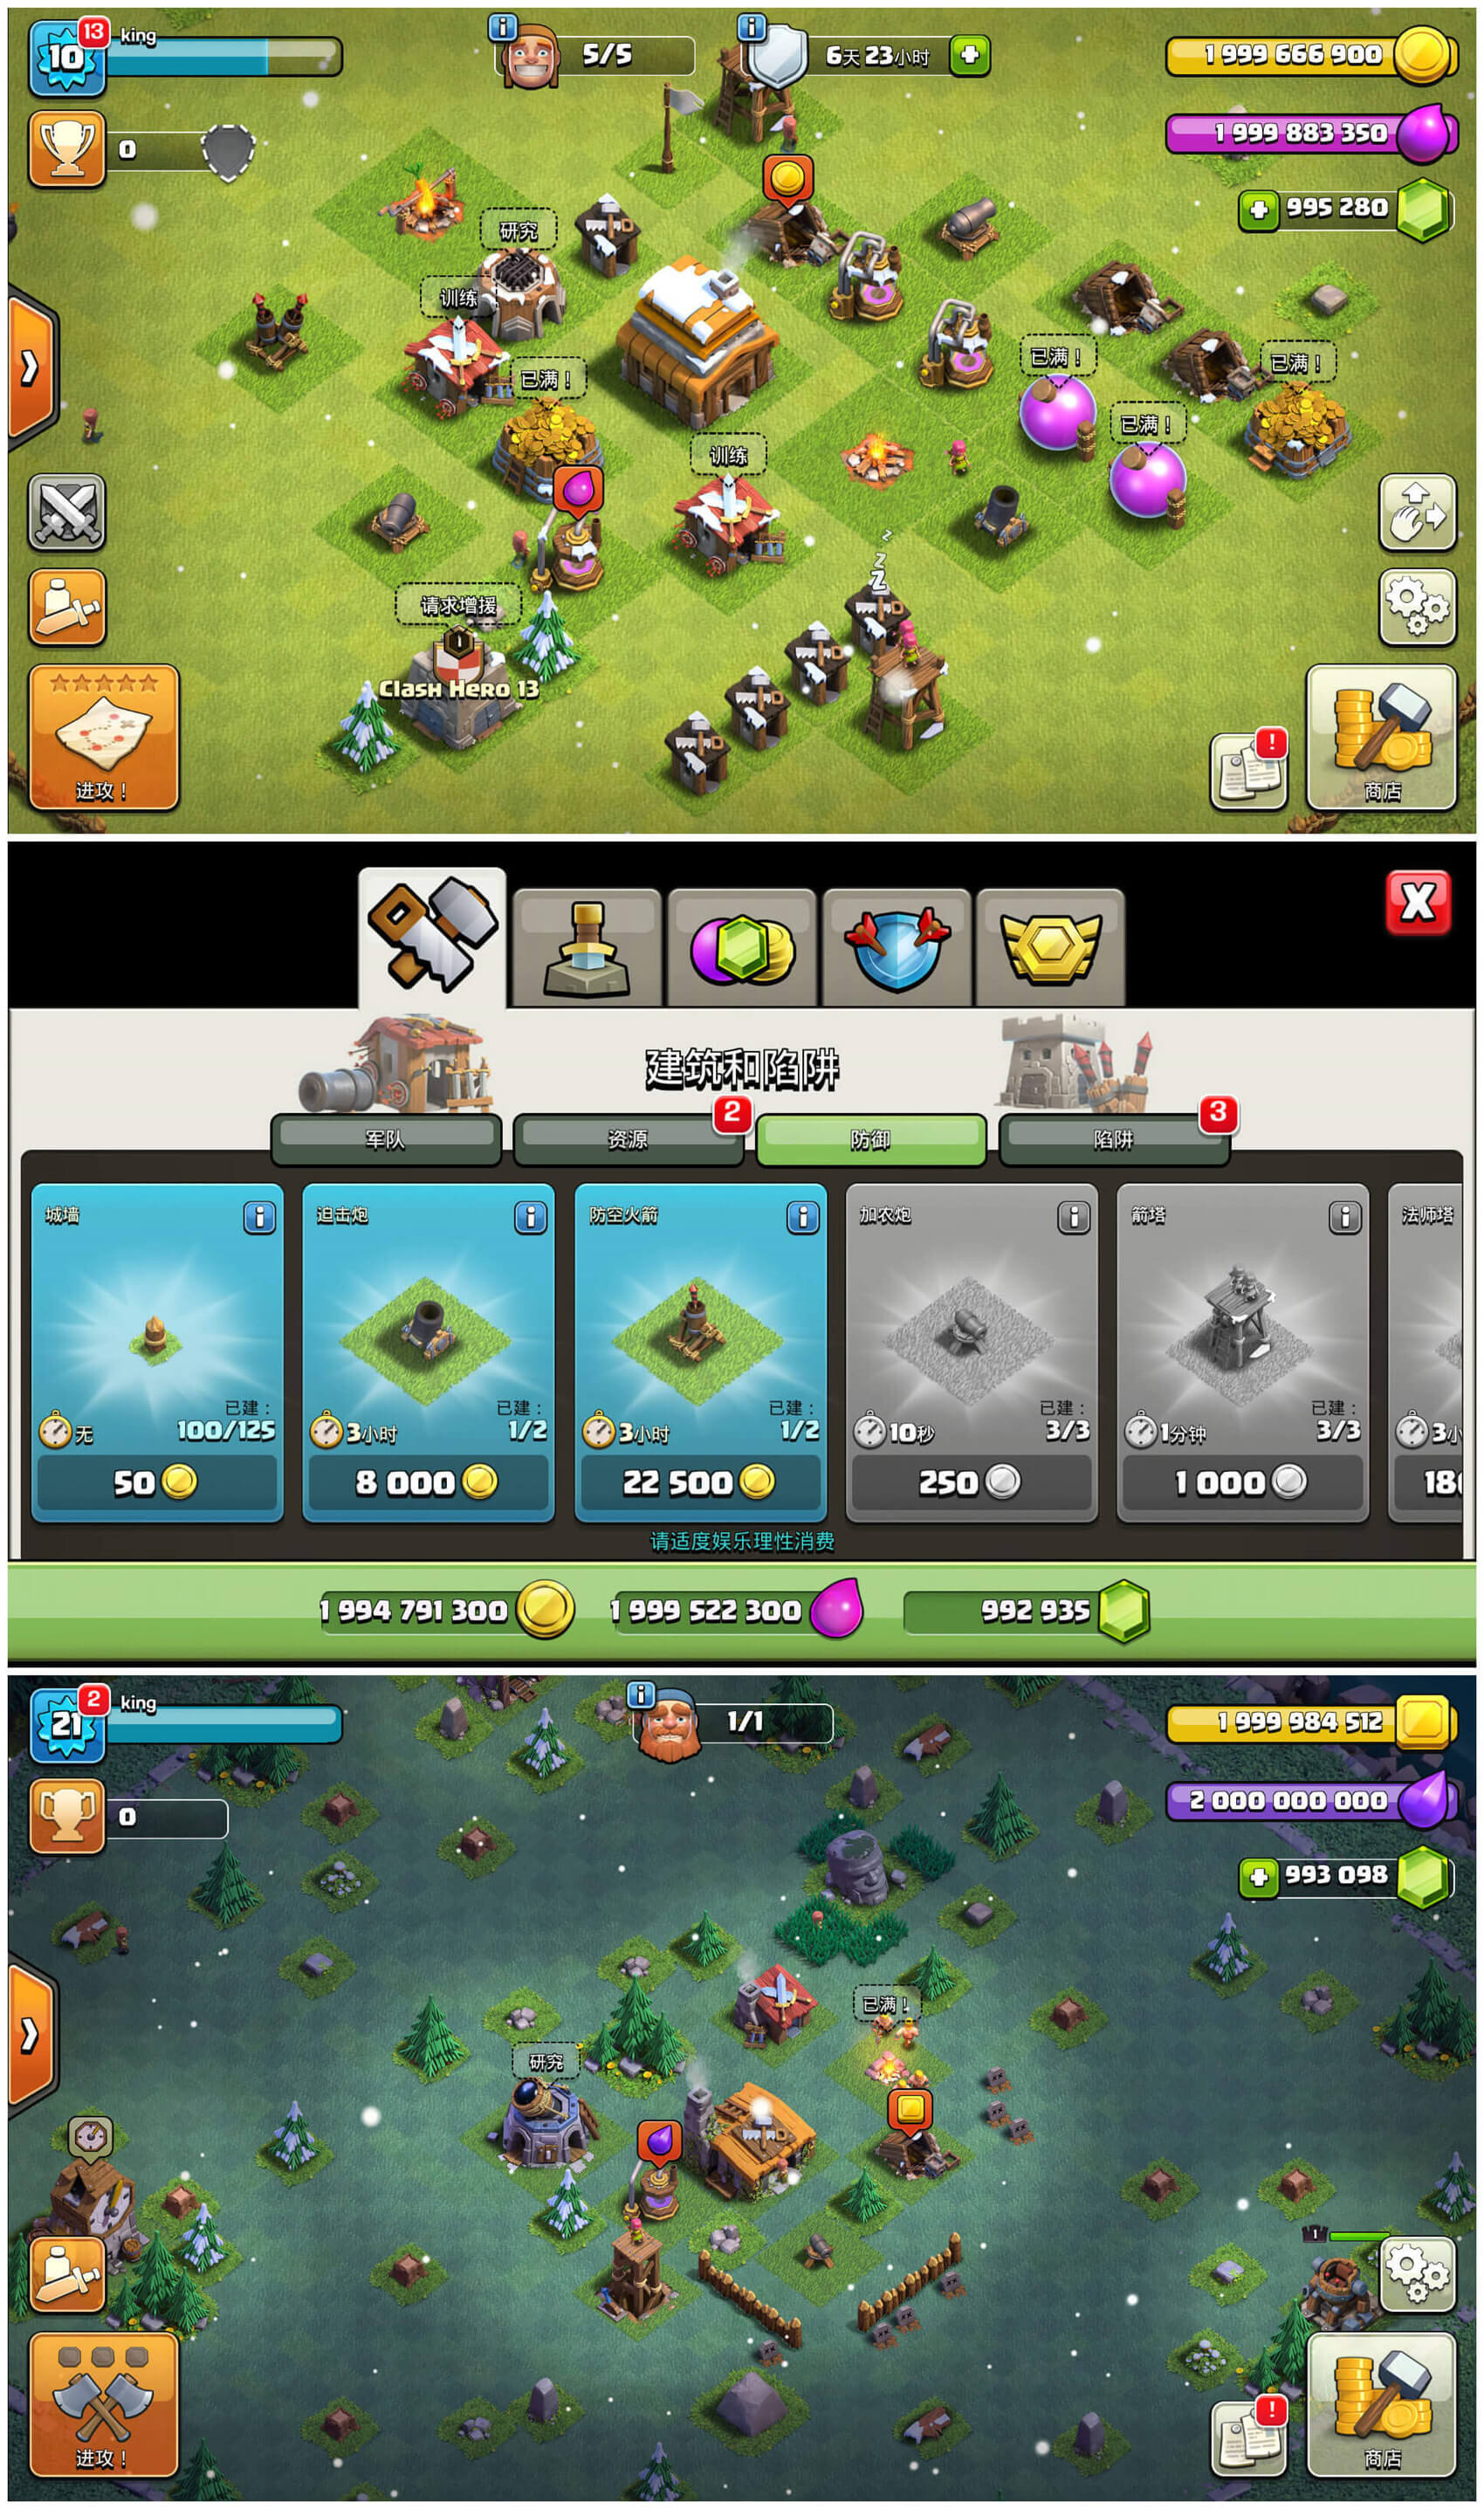 13
10
king
5/5
6天 23小时
1 999 666 900
0
1 999 883 350
995 280
研究
训练
已满！
已满！
已满！
已满！
训练
请求增援
1
Clash Hero 13
进攻！
!
商店
X
建筑和陷阱
军队
资源
2
防御
陷阱
3
城墙
迫击炮
防空火箭
加农炮
箭塔
法师塔
已建：
已建：
已建：
已建：
已建：
无
100/125
3小时
1/2
3小时
1/2
10秒
3/3
1分钟
3/3
3小
50
8 000
22 500
250
1 000
请适度娱乐理性消费
1 994 791 300
1 999 522 300
992 935
2
21
king
1/1
1 999 984 512
0
2 000 000 000
993 098
已满！
研究
1
进攻！
!
商店